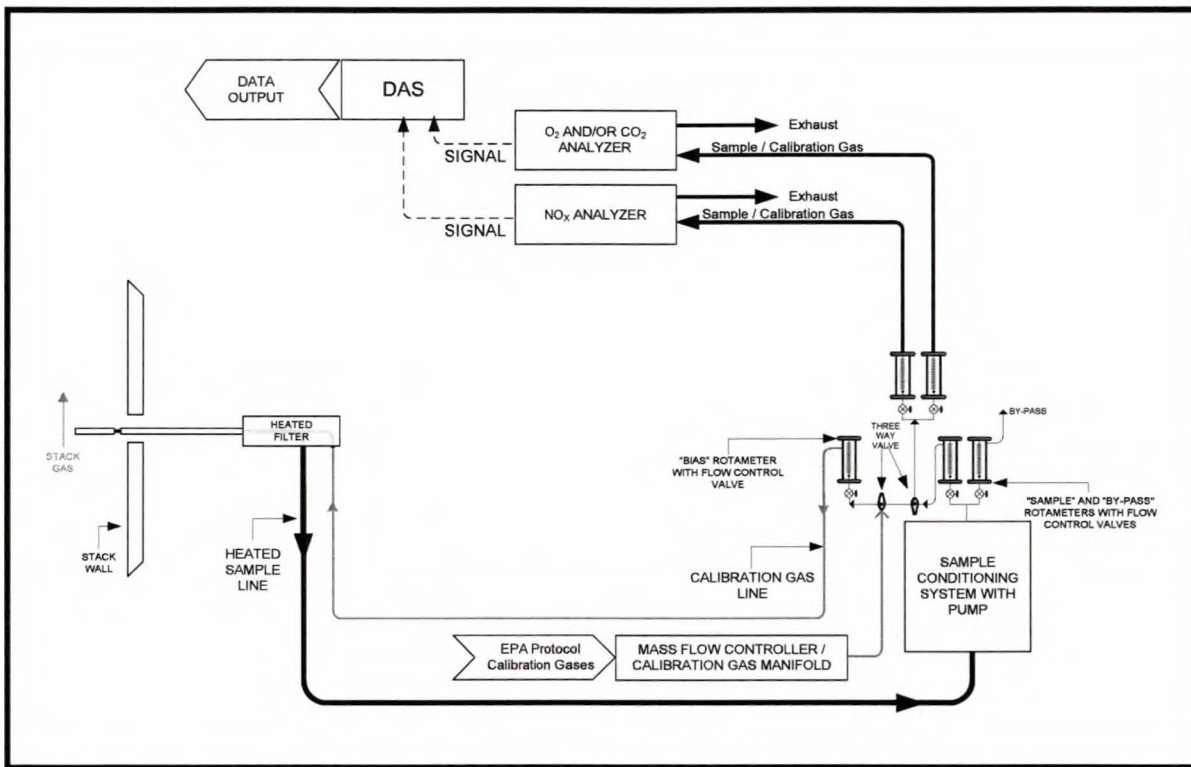 DATA
OUTPUT
DAS
O₂ AND/OR CO₂
ANALYZER
Exhaust
Sample / Calibration Gas
SIGNAL
NOₓ ANALYZER
Exhaust
Sample / Calibration Gas
SIGNAL
STACK
GAS
HEATED
FILTER
BY-PASS
THREE
WAY
VALVE
"BIAS" ROTAMETER
WITH FLOW CONTROL
VALVE
"SAMPLE" AND "BY-PASS"
ROTAMETERS WITH FLOW
CONTROL VALVES
STACK
WALL
HEATED
SAMPLE
LINE
CALIBRATION GAS
LINE
SAMPLE
CONDITIONING
SYSTEM WITH
PUMP
EPA Protocol
Calibration Gases
MASS FLOW CONTROLLER /
CALIBRATION GAS MANIFOLD